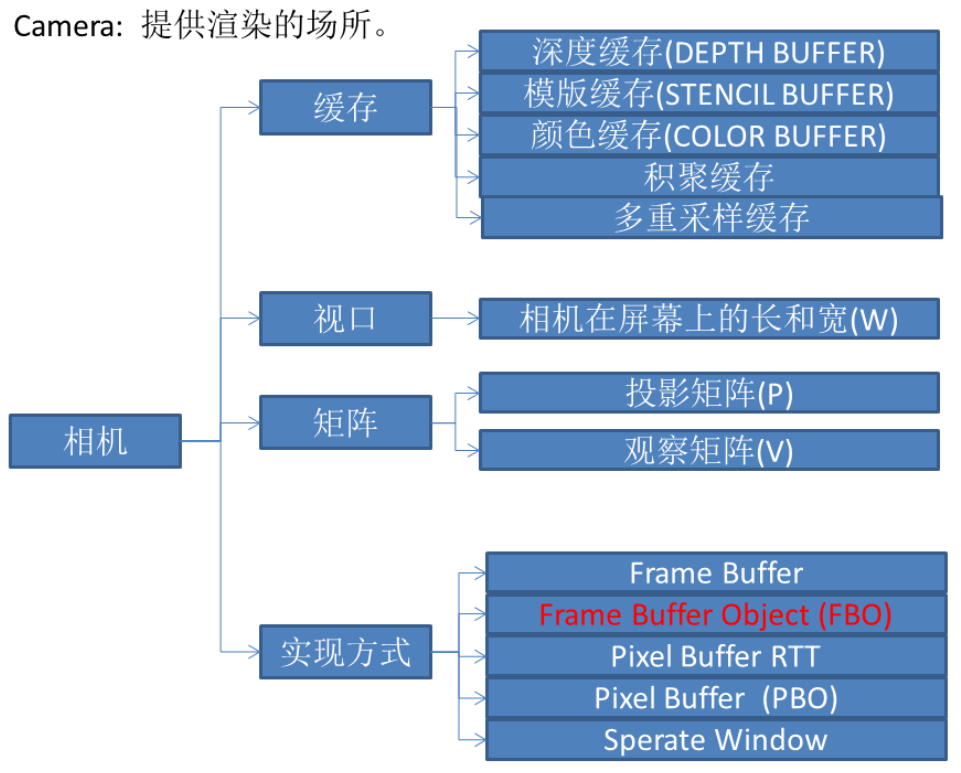 Camera: 提供渲染的场所。
相机
缓存
深度缓存(DEPTH BUFFER)
模版缓存(STENCIL BUFFER)
颜色缓存(COLOR BUFFER)
积聚缓存
多重采样缓存
视口
相机在屏幕上的长和宽(W)
矩阵
投影矩阵(P)
观察矩阵(V)
实现方式
Frame Buffer
Frame Buffer Object (FBO)
Pixel Buffer RTT
Pixel Buffer (PBO)
Sperate Window